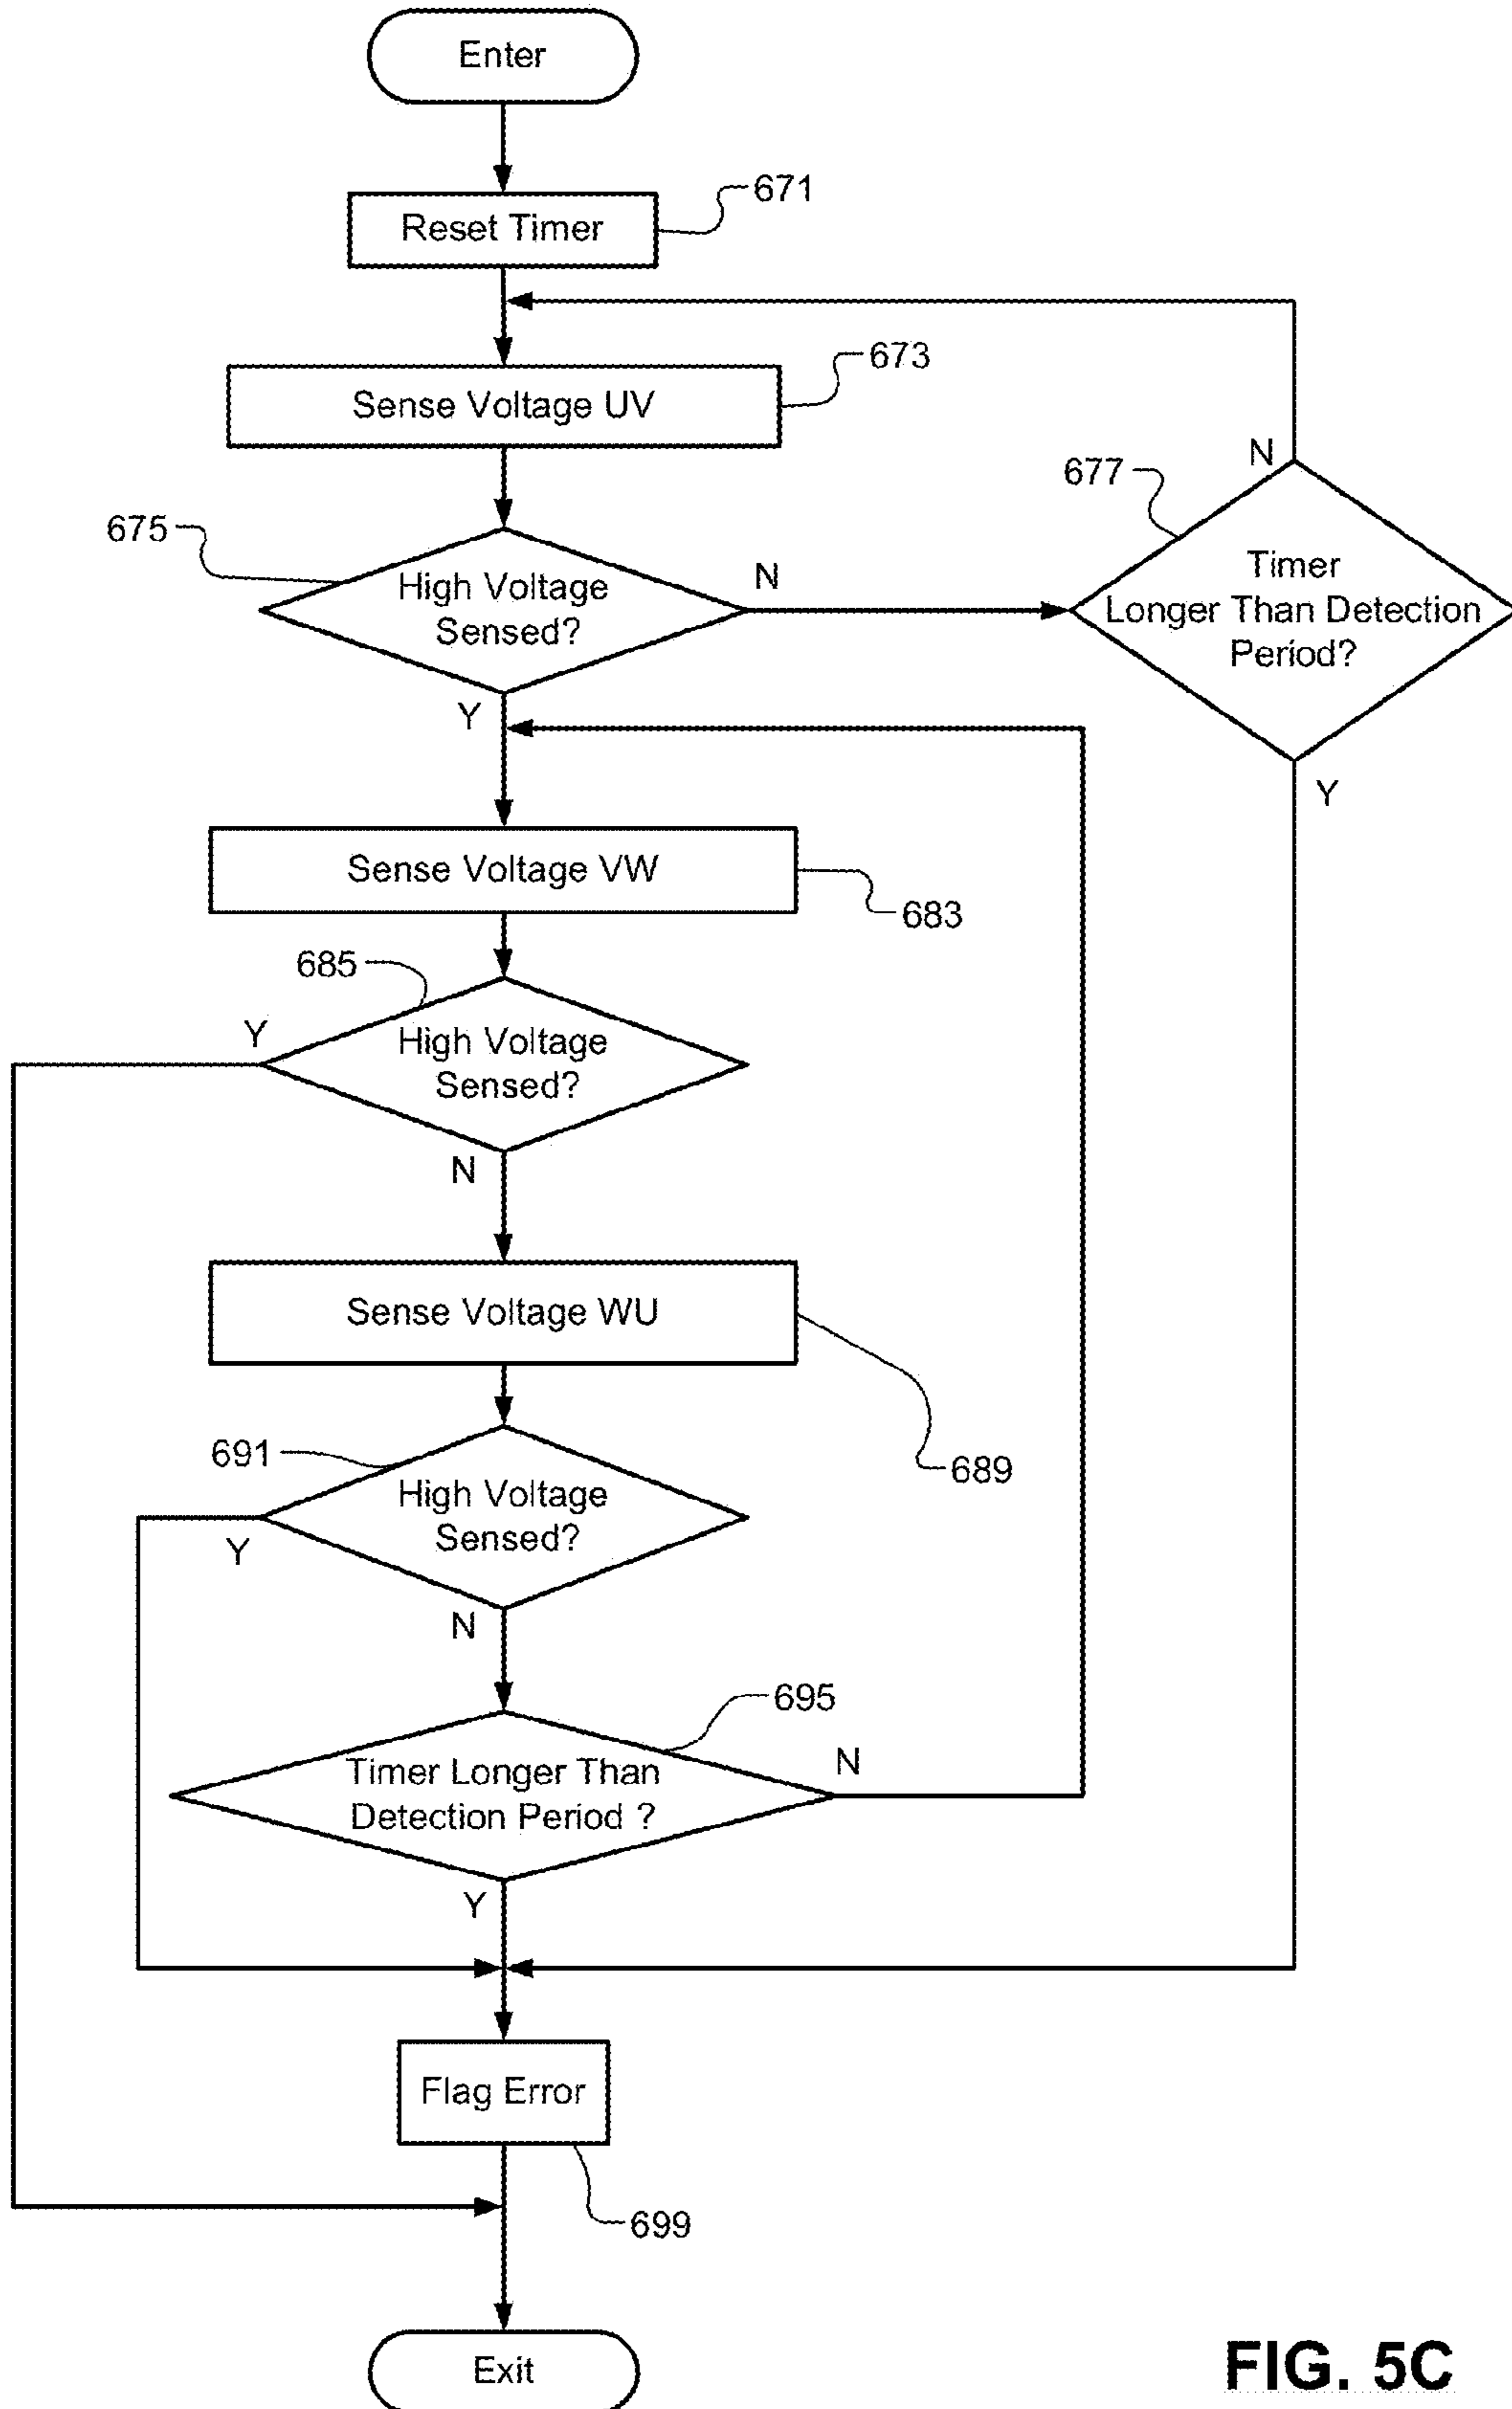 Enter
Reset Timer
671
Sense Voltage UV
673
675
High Voltage
Sensed?
N
677
N
Timer
Longer Than Detection
Period?
Y
Y
Sense Voltage VW
683
685
Y
High Voltage
Sensed?
N
Sense Voltage WU
689
691
High Voltage
Sensed?
Y
N
695
Timer Longer Than
Detection Period ?
N
Y
Flag Error
699
Exit
FIG. 5C